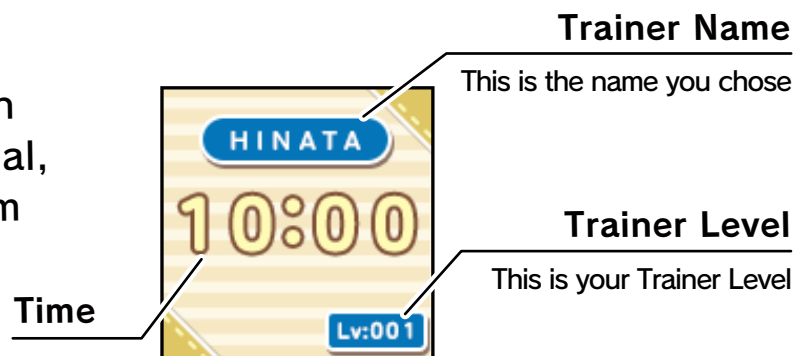 Trainer Name
This is the name you chose
HINATA
10:00
Trainer Level
This is your Trainer Level
Time
Lv:001